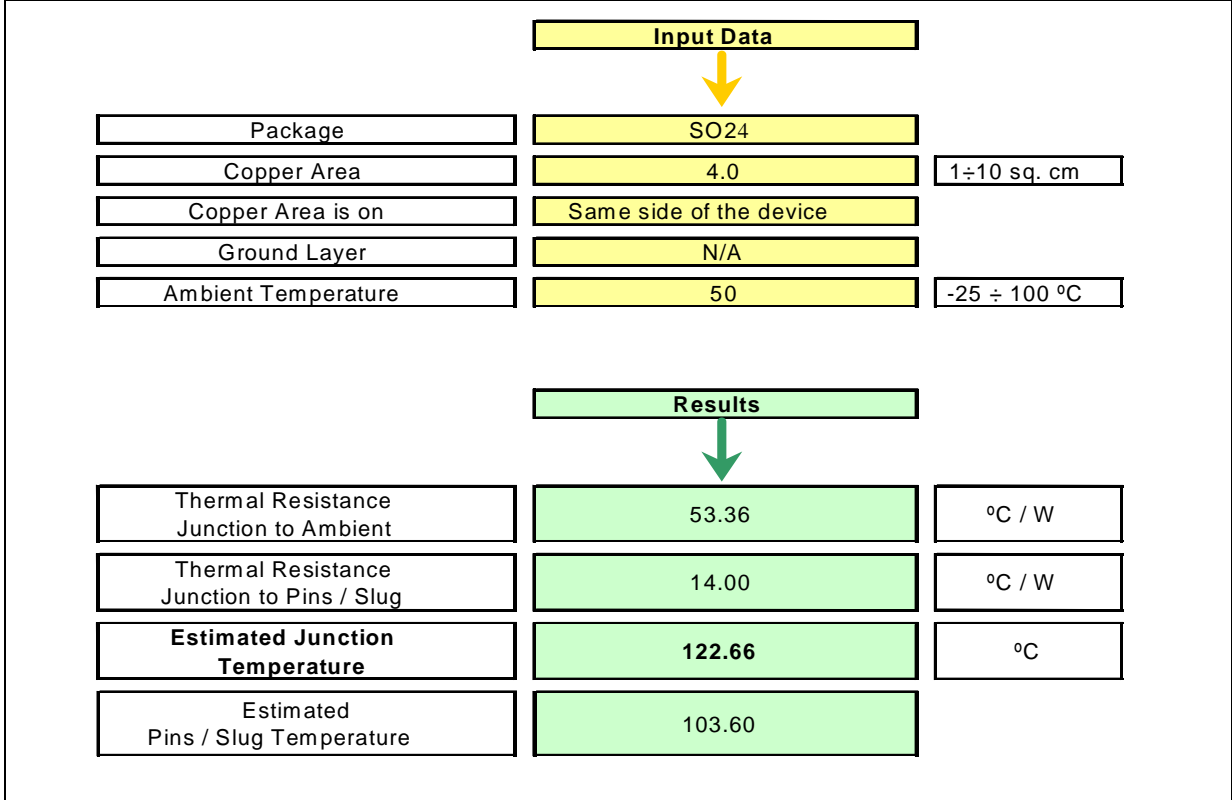 Input Data
Package
SO24
Copper Area
4.0
1÷10 sq. cm
Copper Area is on
Same side of the device
Ground Layer
N/A
Ambient Temperature
50
-25 ÷ 100 ºC
Results
Thermal Resistance
Junction to Ambient
53.36
ºC / W
Thermal Resistance
Junction to Pins / Slug
14.00
ºC / W
Estimated Junction
Temperature
122.66
ºC
Estimated
Pins / Slug Temperature
103.60